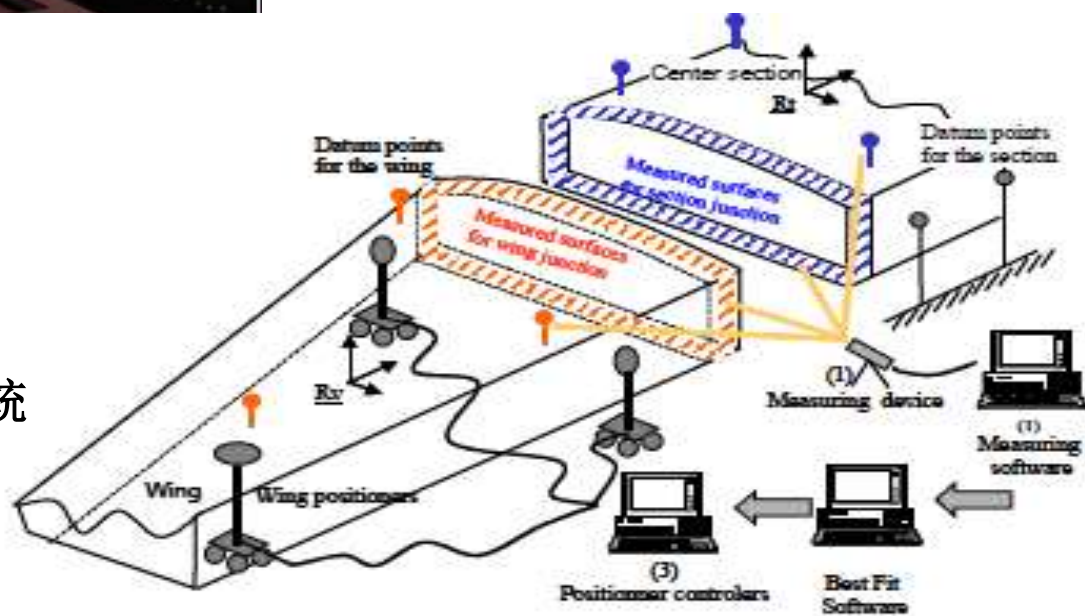 Center section
Rt
Datum points
for the wing
Datum points
for the section
Measured surfaces
for section junction
Measured surfaces
for wing junction
统
Rv
(1)
Measuring device
(1)
Measuring
software
Wing
Wing positioners
(3)
Positionner controlers
Best Fit
Software